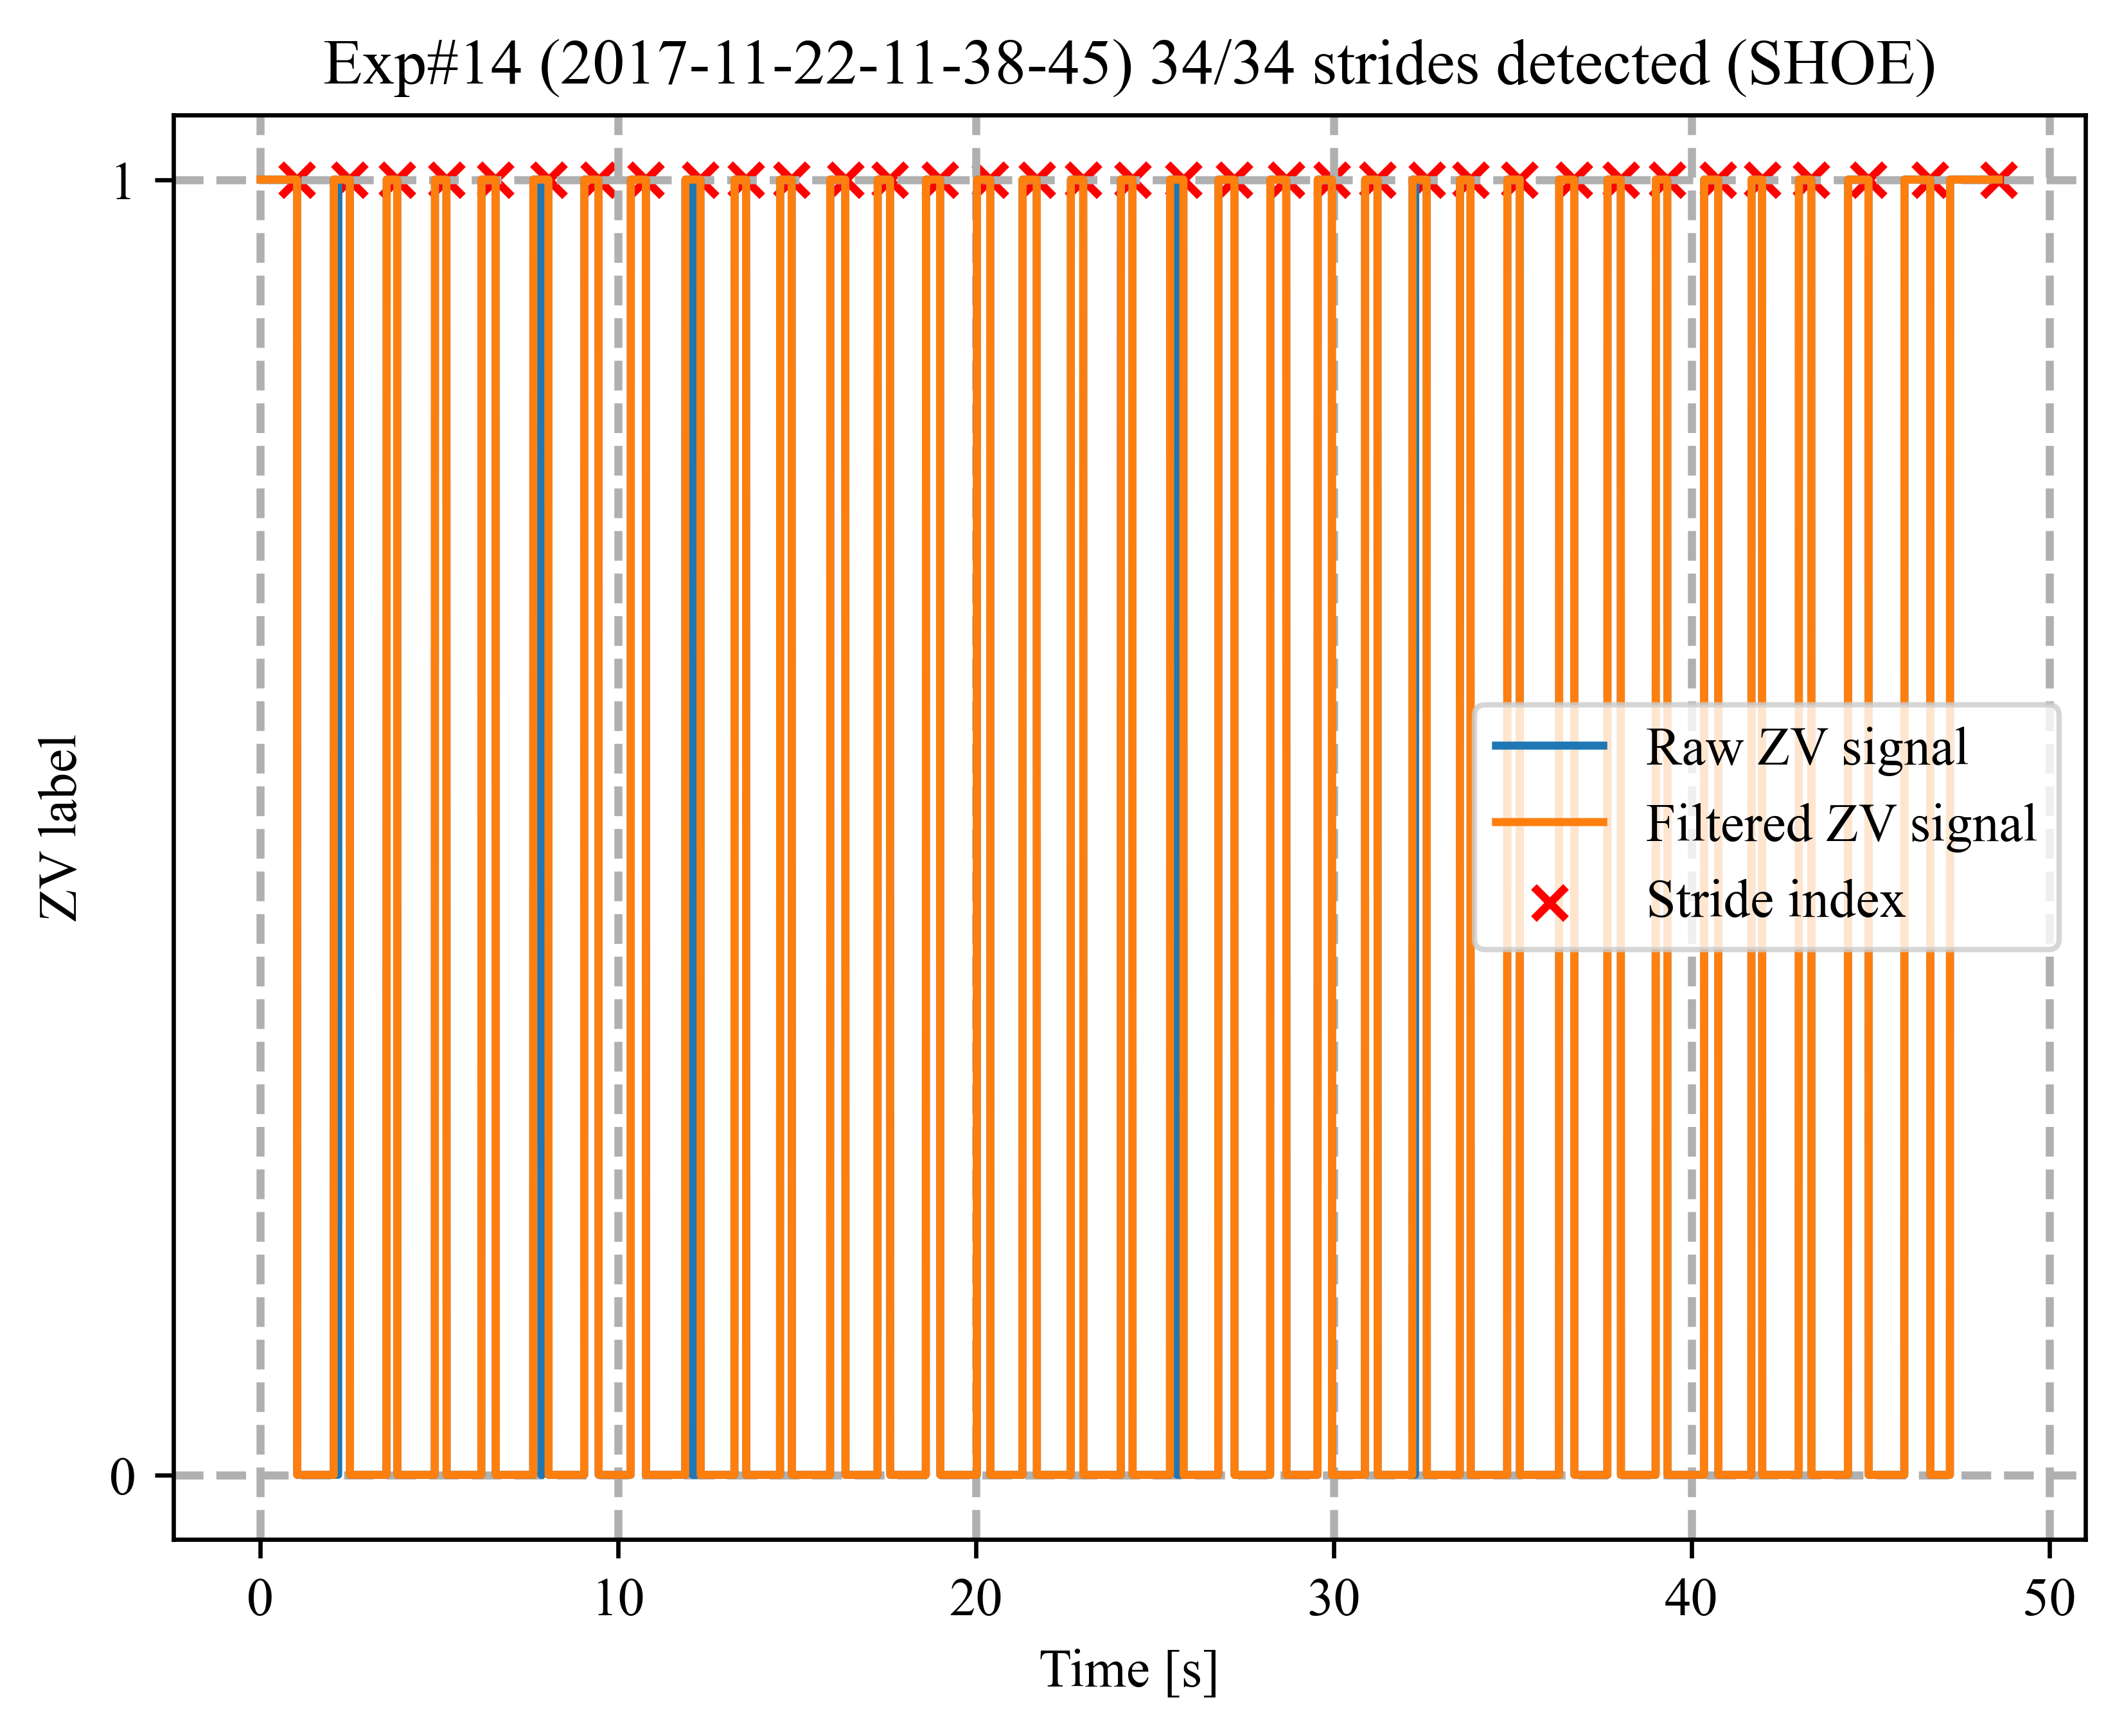 Exp#14 (2017-11-22-11-38-45) 34/34 strides detected (SHOE)
1
0
ZV label
Raw ZV signal
Filtered ZV signal
Stride index
0 10 20 30 40 50
Time [s]